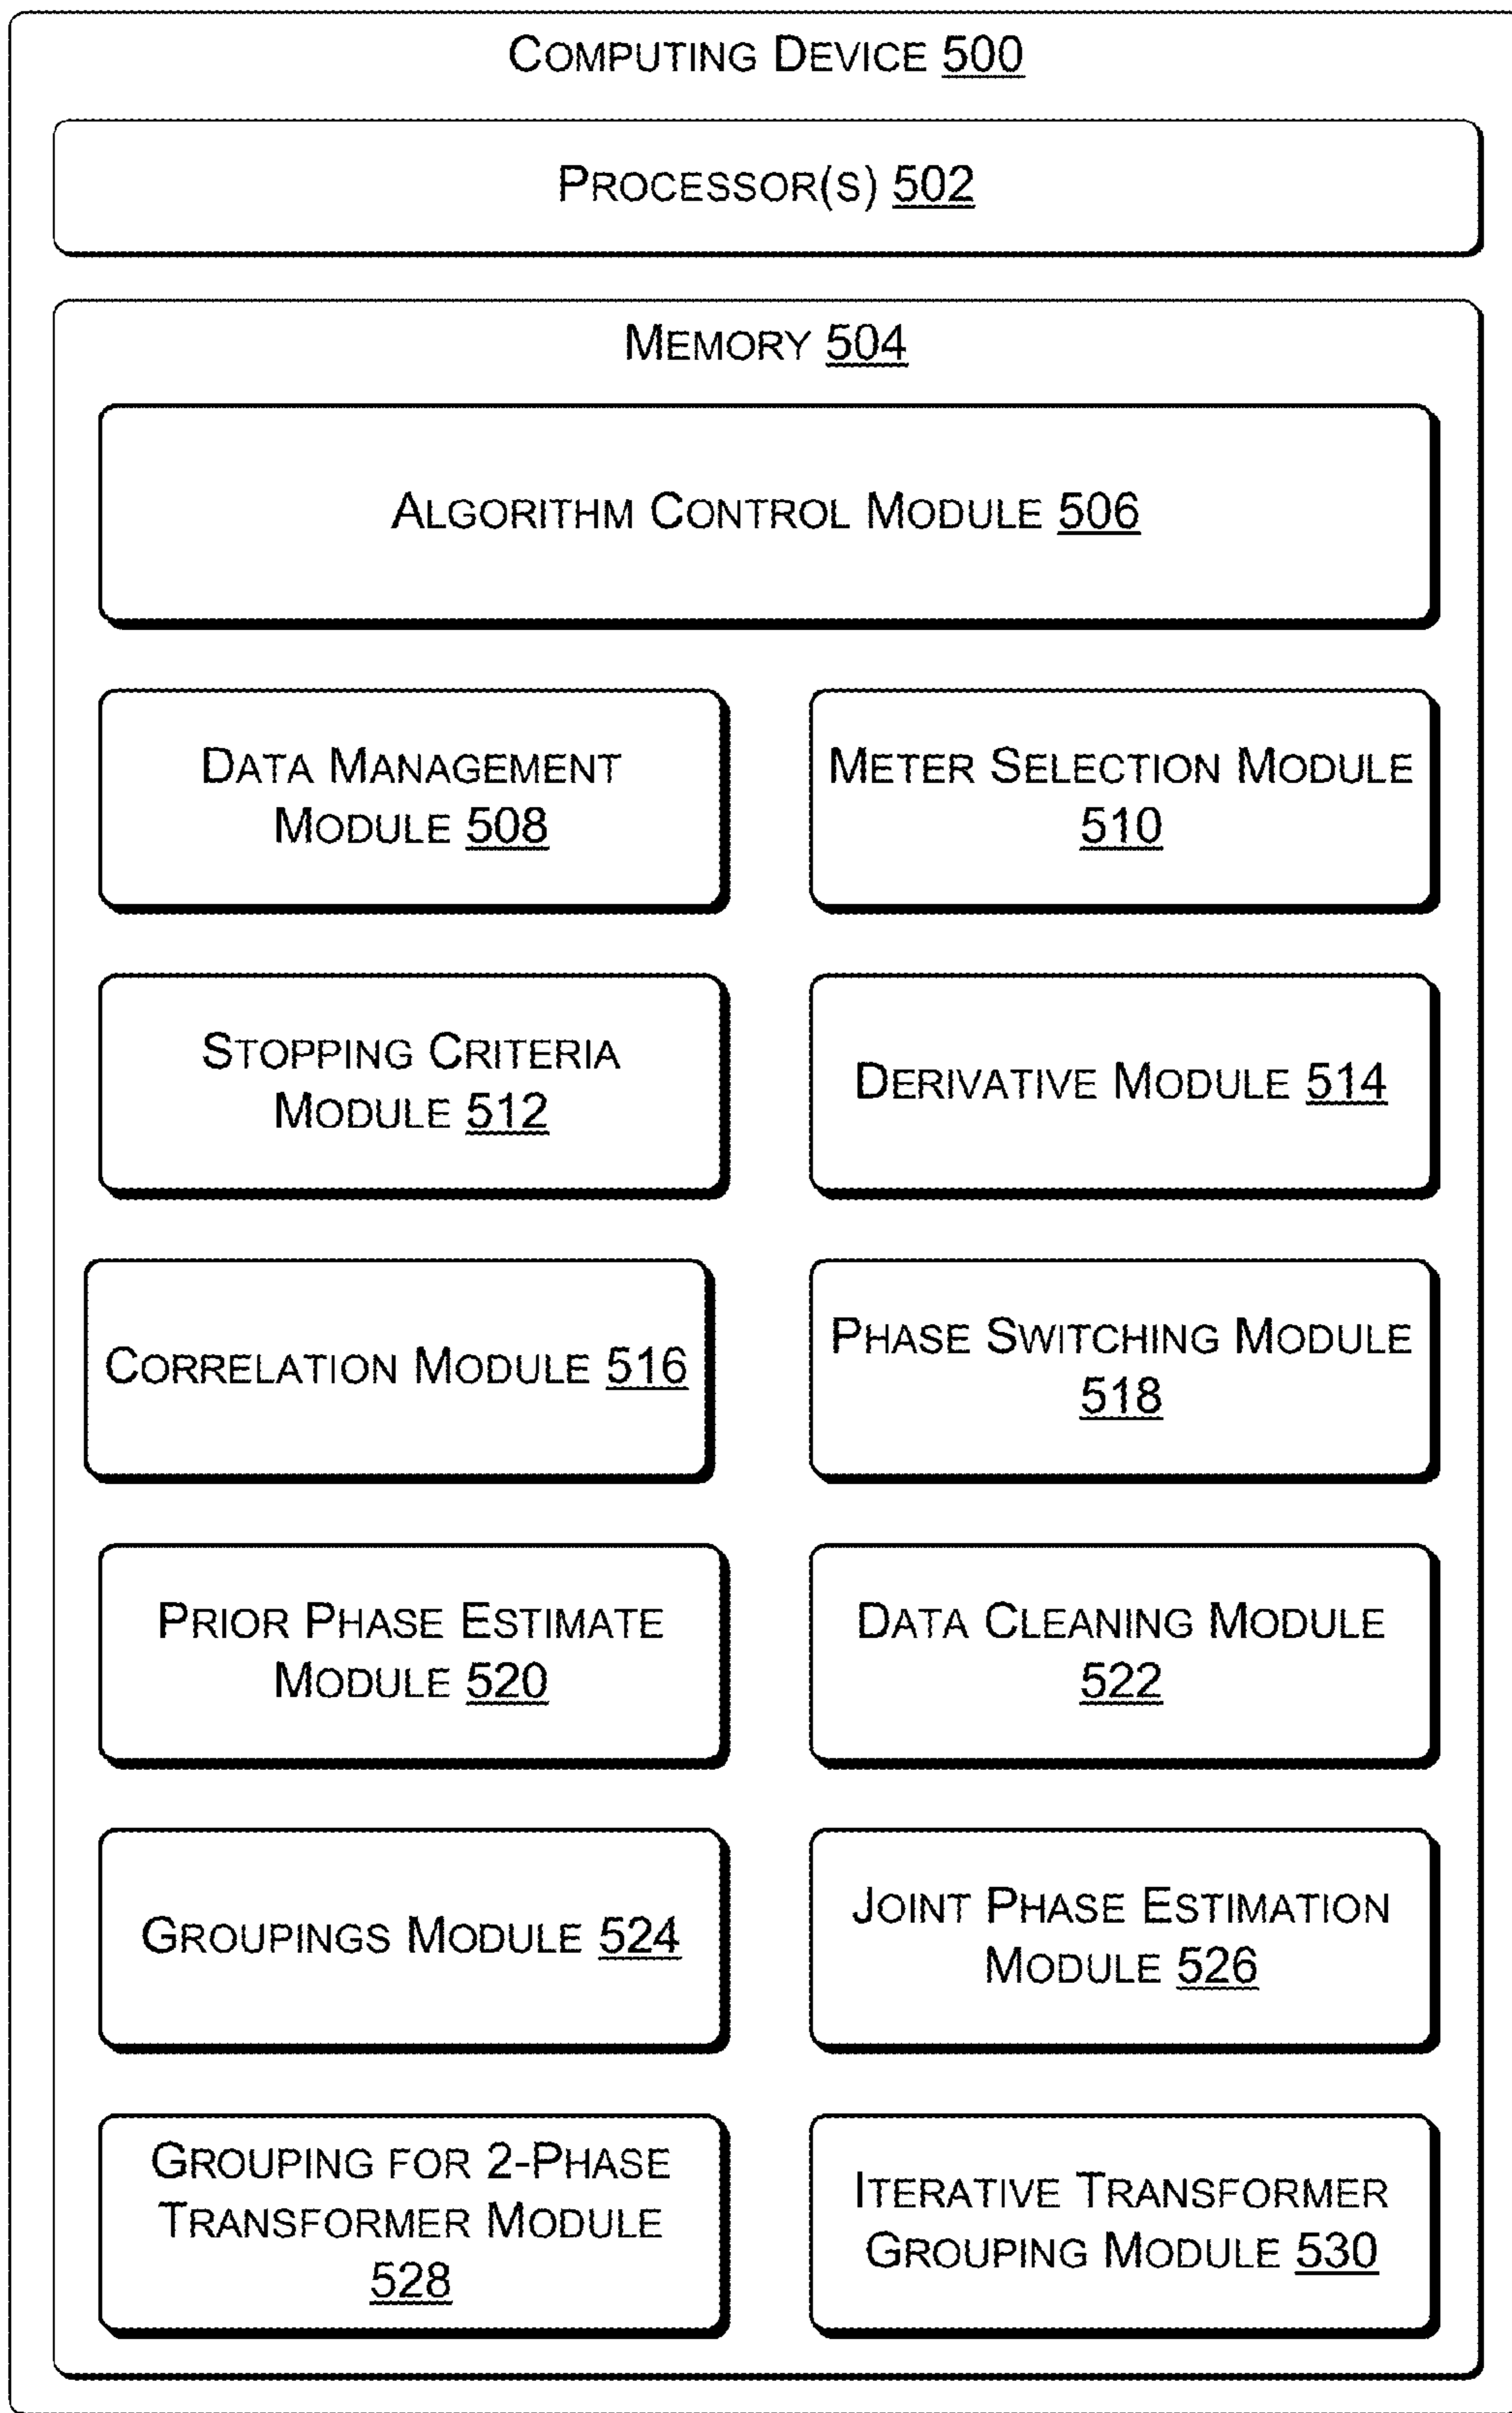 COMPUTING DEVICE 500
PROCESSOR(S) 502
MEMORY 504
ALGORITHM CONTROL MODULE 506
DATA MANAGEMENT
MODULE 508
METER SELECTION MODULE
510
STOPPING CRITERIA
MODULE 512
DERIVATIVE MODULE 514
CORRELATION MODULE 516
PHASE SWITCHING MODULE
518
PRIOR PHASE ESTIMATE
MODULE 520
DATA CLEANING MODULE
522
GROUPINGS MODULE 524
JOINT PHASE ESTIMATION
MODULE 526
GROUPING FOR 2-PHASE
TRANSFORMER MODULE
528
ITERATIVE TRANSFORMER
GROUPING MODULE 530